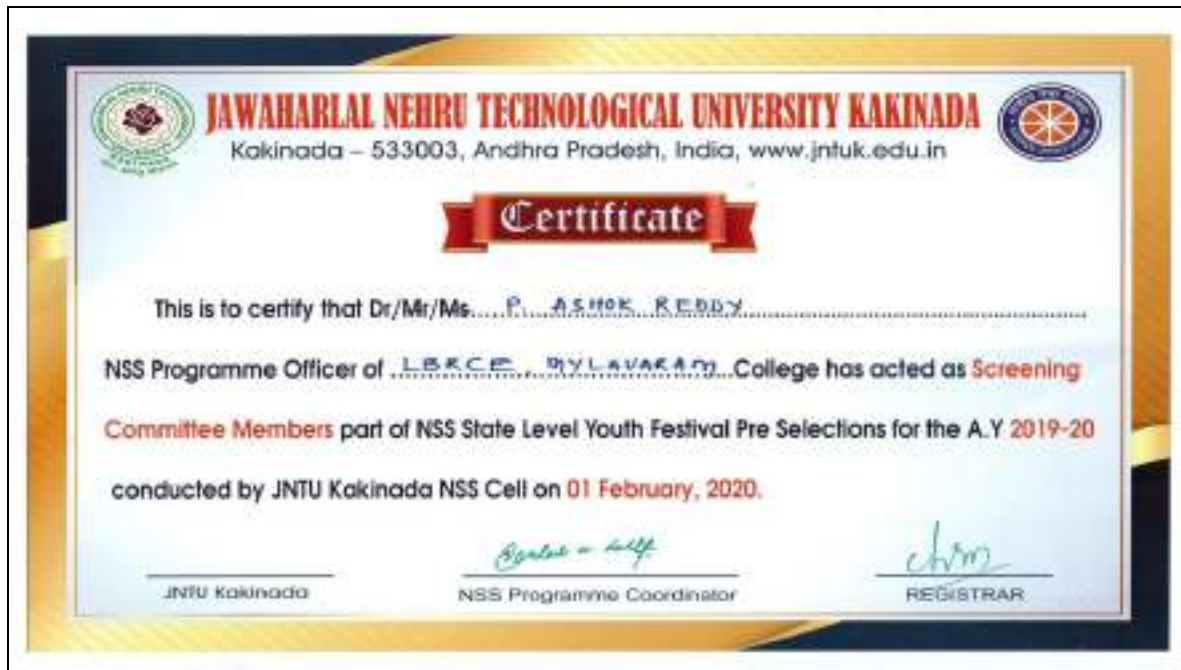 JAWAHARLAL NEHRU TECHNOLOGICAL UNIVERSITY KAKINADA
Kakinada – 533003, Andhra Pradesh, India, www.jntuk.edu.in
Certificate
This is to certify that Dr/Mr/Ms.....P. ASHOK REDDY.....
NSS Programme Officer of ..LBRCE, MYLAVARAM..College has acted as Screening
Committee Members part of NSS State Level Youth Festival Pre Selections for the A.Y 2019-20
conducted by JNTU Kakinada NSS Cell on 01 February, 2020.
JNTU Kakinada
NSS Programme Coordinator
REGISTRAR